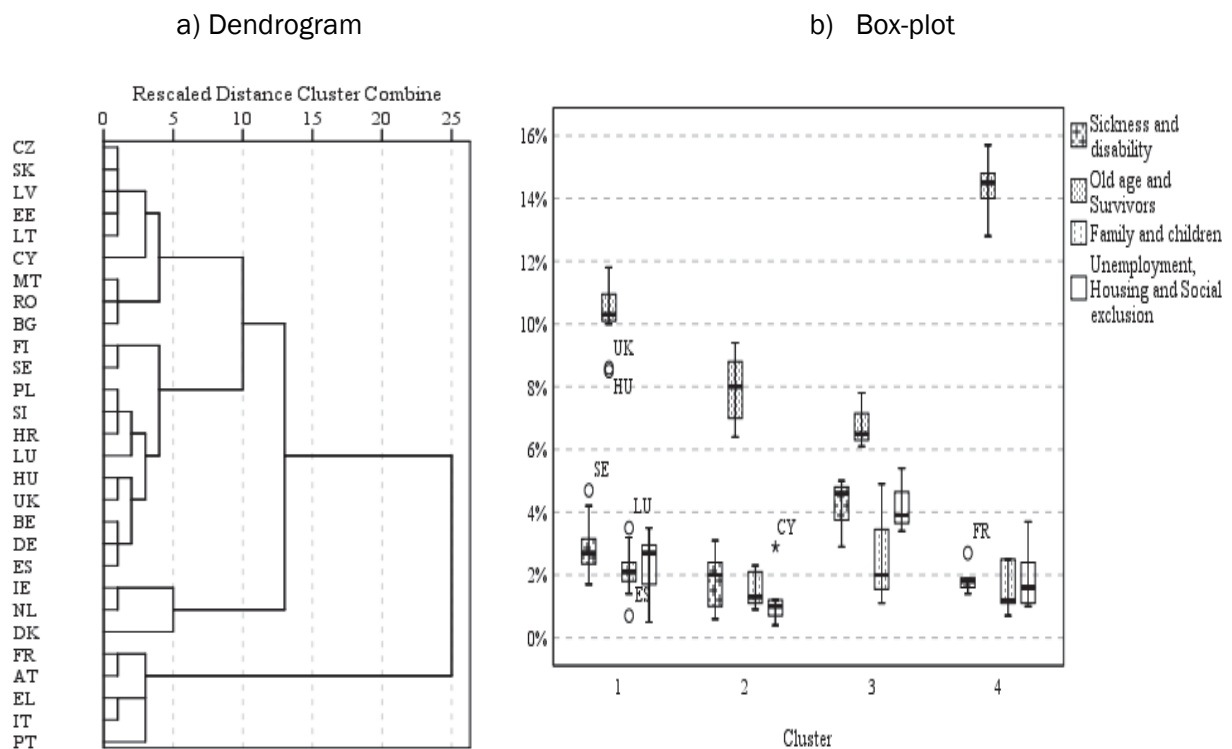 a) Dendrogram
b) Box-plot
Rescaled Distance Cluster Combine
0 5 10 15 20 25
CZ
SK
LV
EE
LT
CY
MT
RO
BG
FI
SE
PL
SI
HR
LU
HU
UK
BE
DE
ES
IE
NL
DK
FR
AT
EL
IT
PT
16%
14%
12%
10%
8%
6%
4%
2%
0%
UK
HU
SE
LU
ES
CY
FR
1 2 3 4
Cluster
Sickness and
disability
Old age and
Survivors
Family and children
Unemployment,
Housing and Social
exclusion